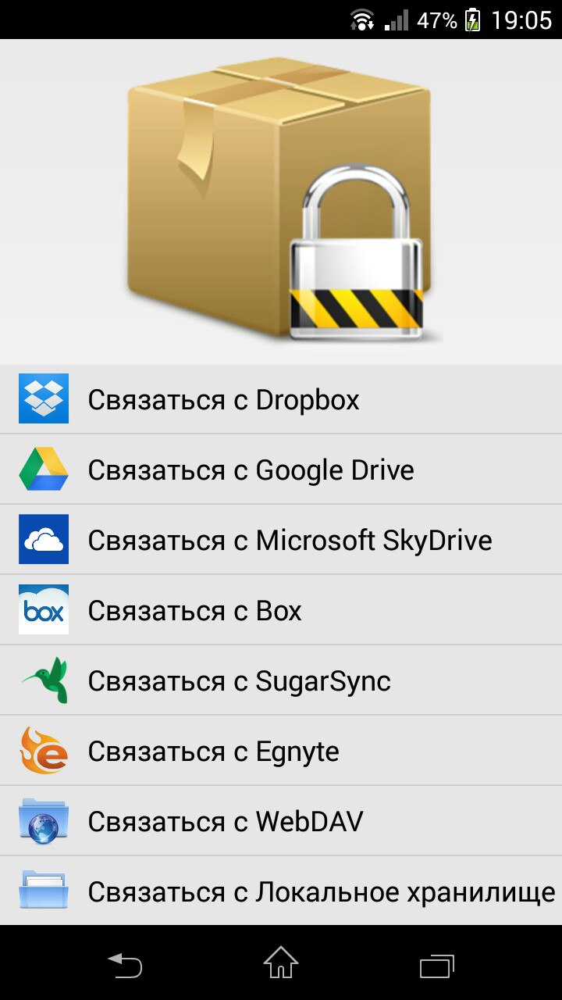 47% 19:05
Связаться с Dropbox
Связаться с Google Drive
Связаться с Microsoft SkyDrive
box
Связаться с Box
Связаться с SugarSync
e
Связаться с Egnyte
Связаться с WebDAV
Связаться с Локальное хранилище